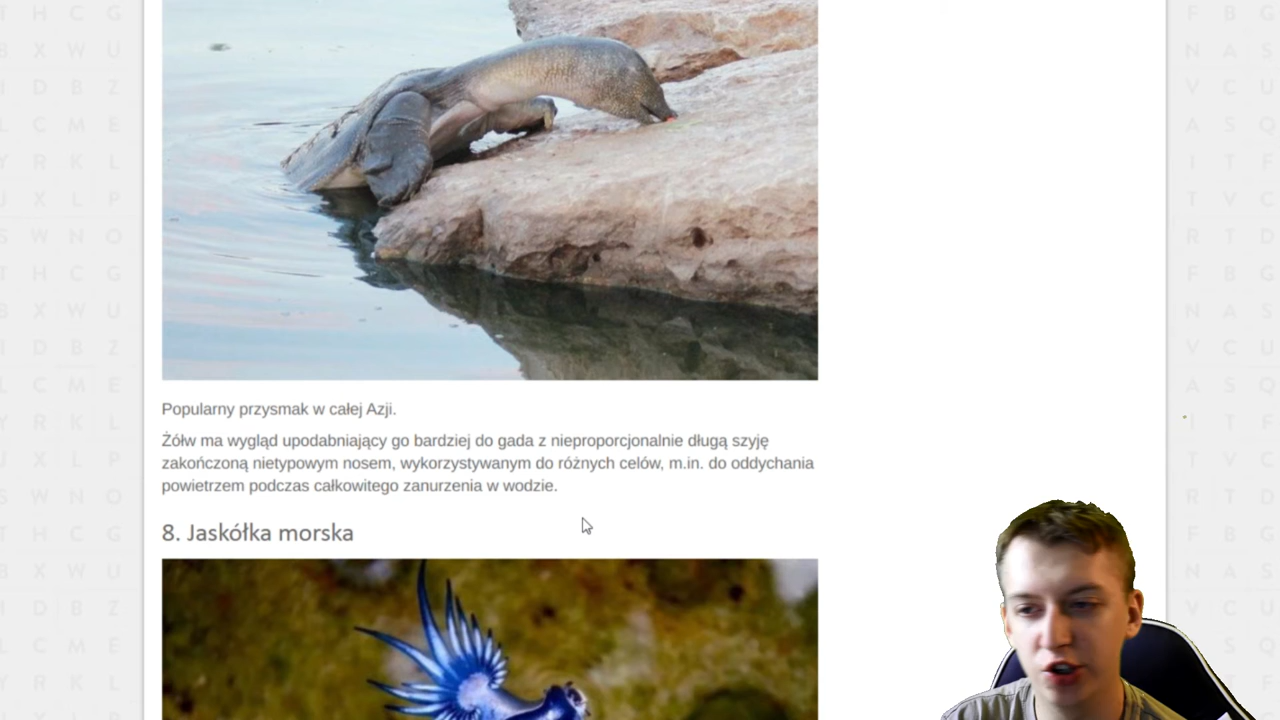 Popularny przysmak w całej Azji.
Żółw ma wygląd upodabniający go bardziej do gada z nieproporcjonalnie długą szyję
zakończoną nietypowym nosem, wykorzystywanym do różnych celów, m.in. do oddychania
powietrzem podczas całkowitego zanurzenia w wodzie.
8. Jaskółka morska